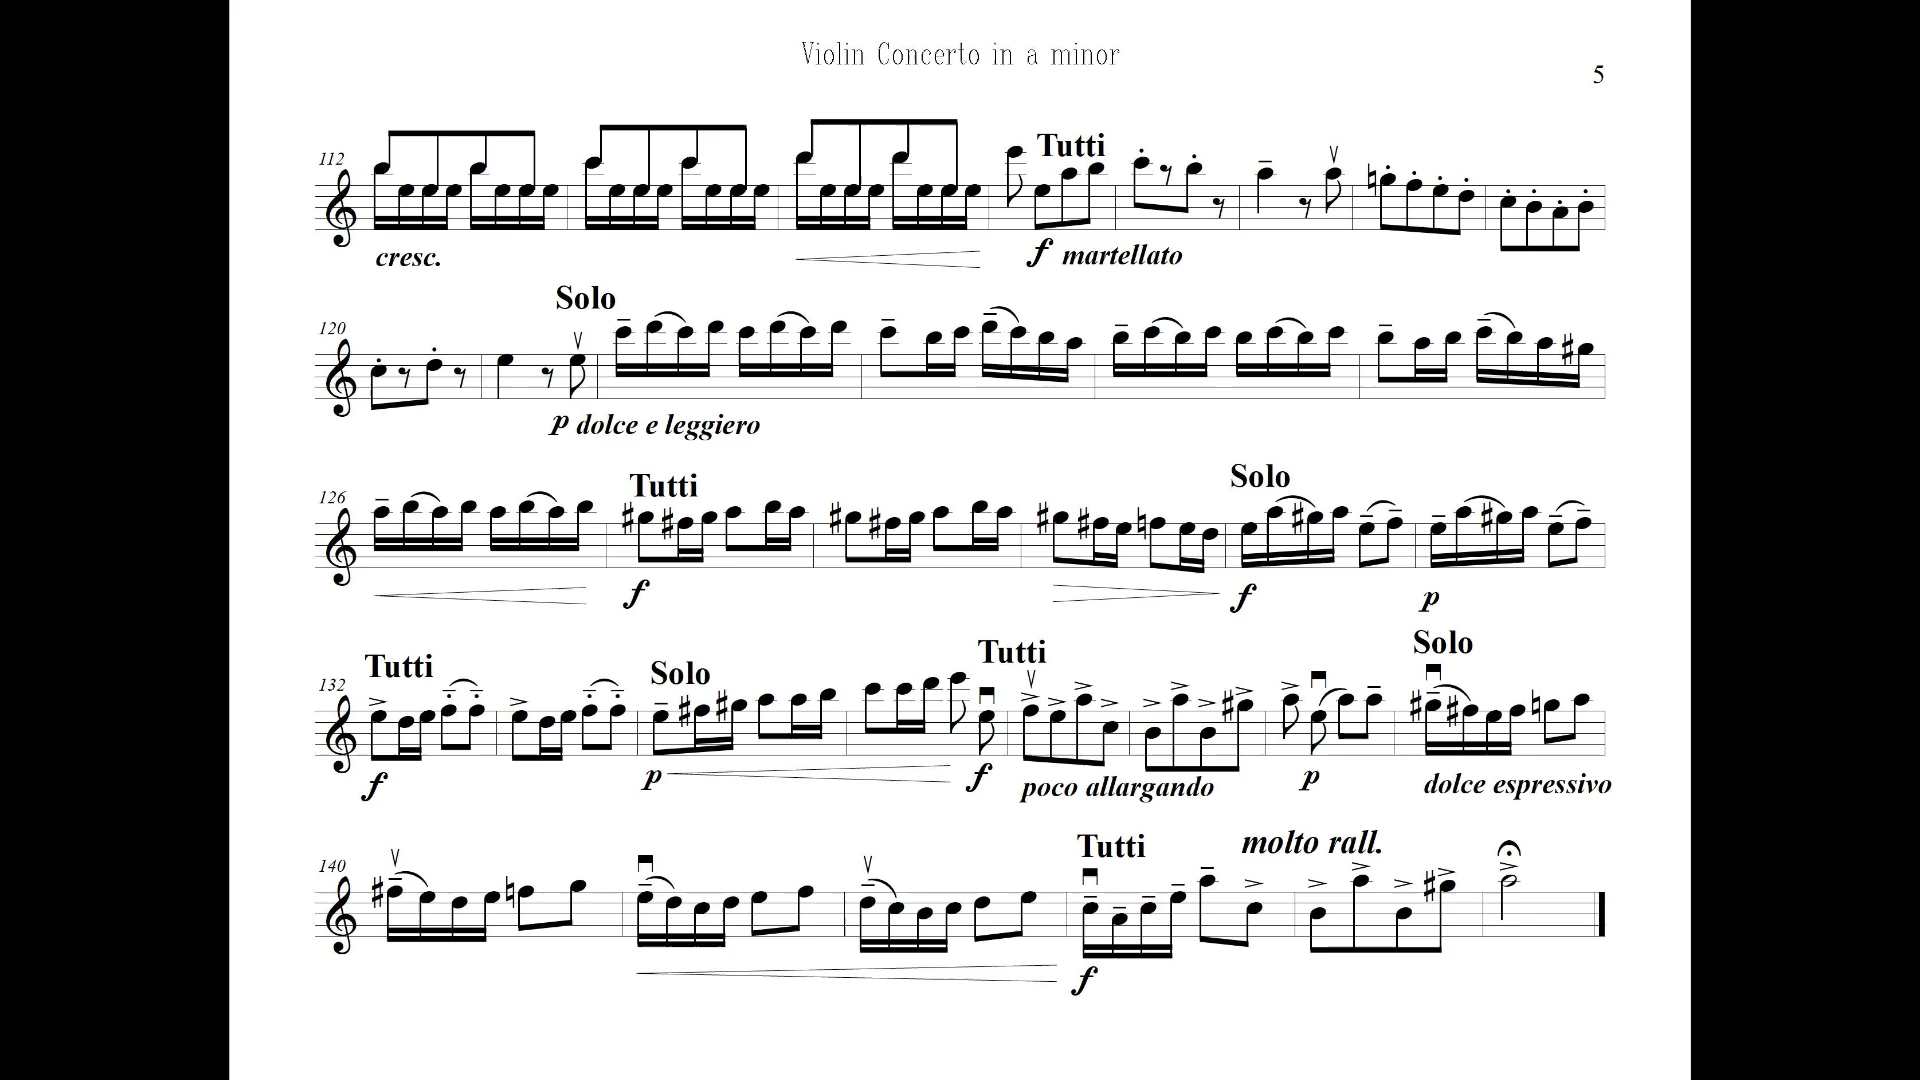 Violin Concerto in a minor
5
112
Tutti
cresc.
f martellato
120
Solo
p dolce e leggiero
126
Tutti
Solo
f
f
p
132
Tutti
Solo
Tutti
Solo
f
p
f
poco allargando
p
dolce espressivo
140
Tutti
molto rall.
f